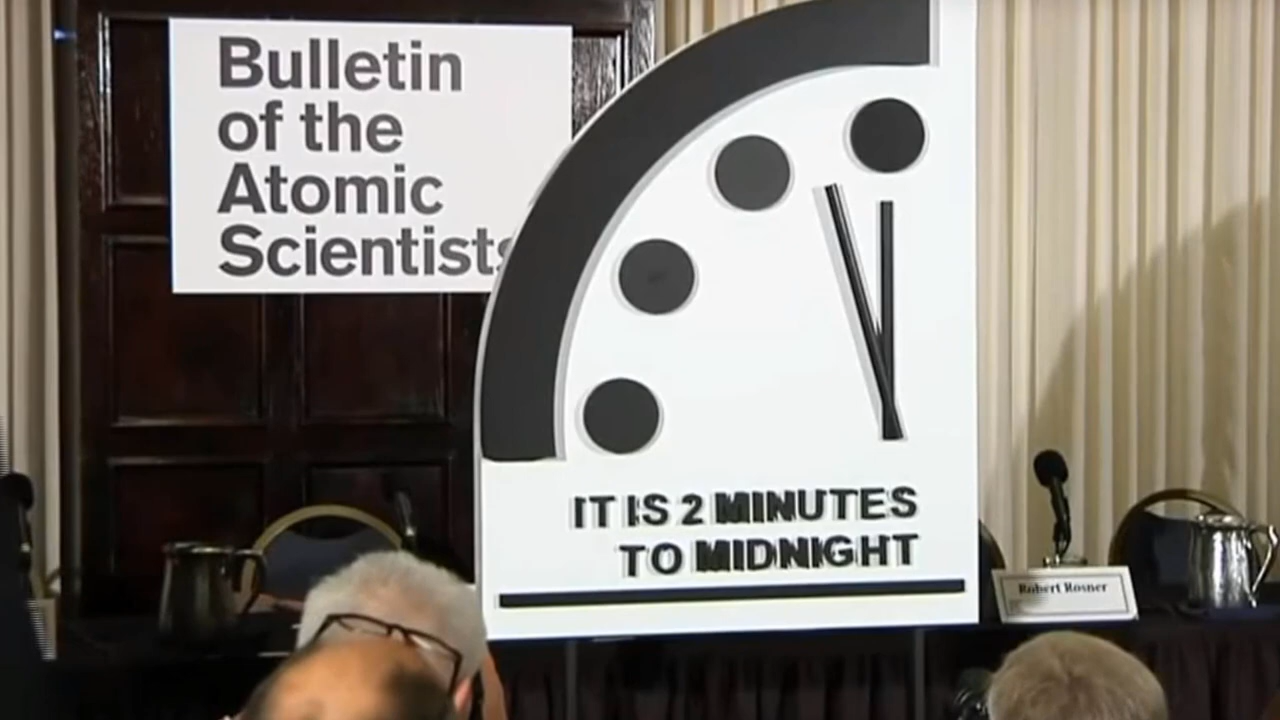 Bulletin
of the
Atomic
Scientists
IT IS 2 MINUTES
TO MIDNIGHT
Robert Rosner